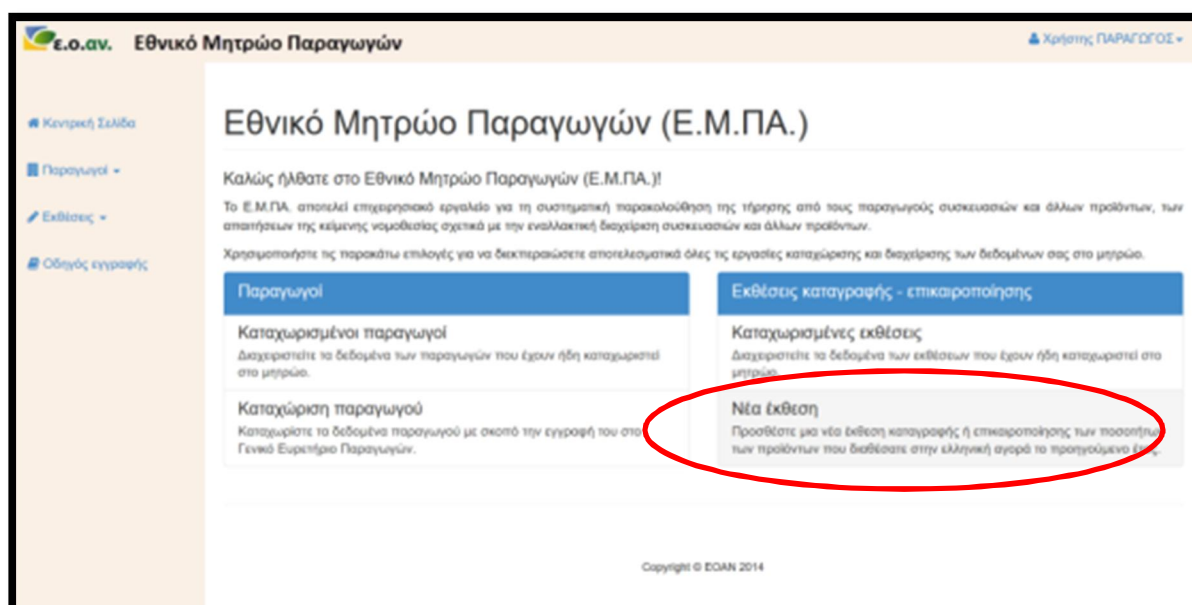 ε.ο.αν. Εθνικό Μητρώο Παραγωγών
Χρήστης ΠΑΡΑΓΩΓΟΣ
Κεντρική Σελίδα
Παραγωγοί
Εκθέσεις
Οδηγός εγγραφής
Εθνικό Μητρώο Παραγωγών (Ε.Μ.ΠΑ.)
Καλώς ήλθατε στο Εθνικό Μητρώο Παραγωγών (Ε.Μ.ΠΑ.)!
Το Ε.Μ.ΠΑ. αποτελεί επιχειρησιακό εργαλείο για τη συστηματική παρακολούθηση της τήρησης από τους παραγωγούς συσκευασιών και άλλων προϊόντων, των
απαιτήσεων της κείμενης νομοθεσίας σχετικά με την εναλλακτική διαχείριση συσκευασιών και άλλων προϊόντων.
Χρησιμοποιήστε τις παρακάτω επιλογές για να διεκπεραιώσετε αποτελεσματικά όλες τις εργασίες καταχώρισης και διαχείρισης των δεδομένων σας στο μητρώο.
Παραγωγοί
Καταχωρισμένοι παραγωγοί
Διαχειριστείτε τα δεδομένα των παραγωγών που έχουν ήδη καταχωριστεί
στο μητρώο.
Καταχώριση παραγωγού
Καταχωρίστε τα δεδομένα παραγωγού με σκοπό την εγγραφή του στο
Γενικό Ευρετήριο Παραγωγών.
Εκθέσεις καταγραφής - επικαιροποίησης
Καταχωρισμένες εκθέσεις
Διαχειριστείτε τα δεδομένα των εκθέσεων που έχουν ήδη καταχωριστεί στο
μητρώο.
Νέα έκθεση
Προσθέστε μια νέα έκθεση καταγραφής ή επικαιροποίησης των ποσοτήτων
των προϊόντων που διαθέσατε στην ελληνική αγορά το προηγούμενο έτος.
Copyright © EOAN 2014